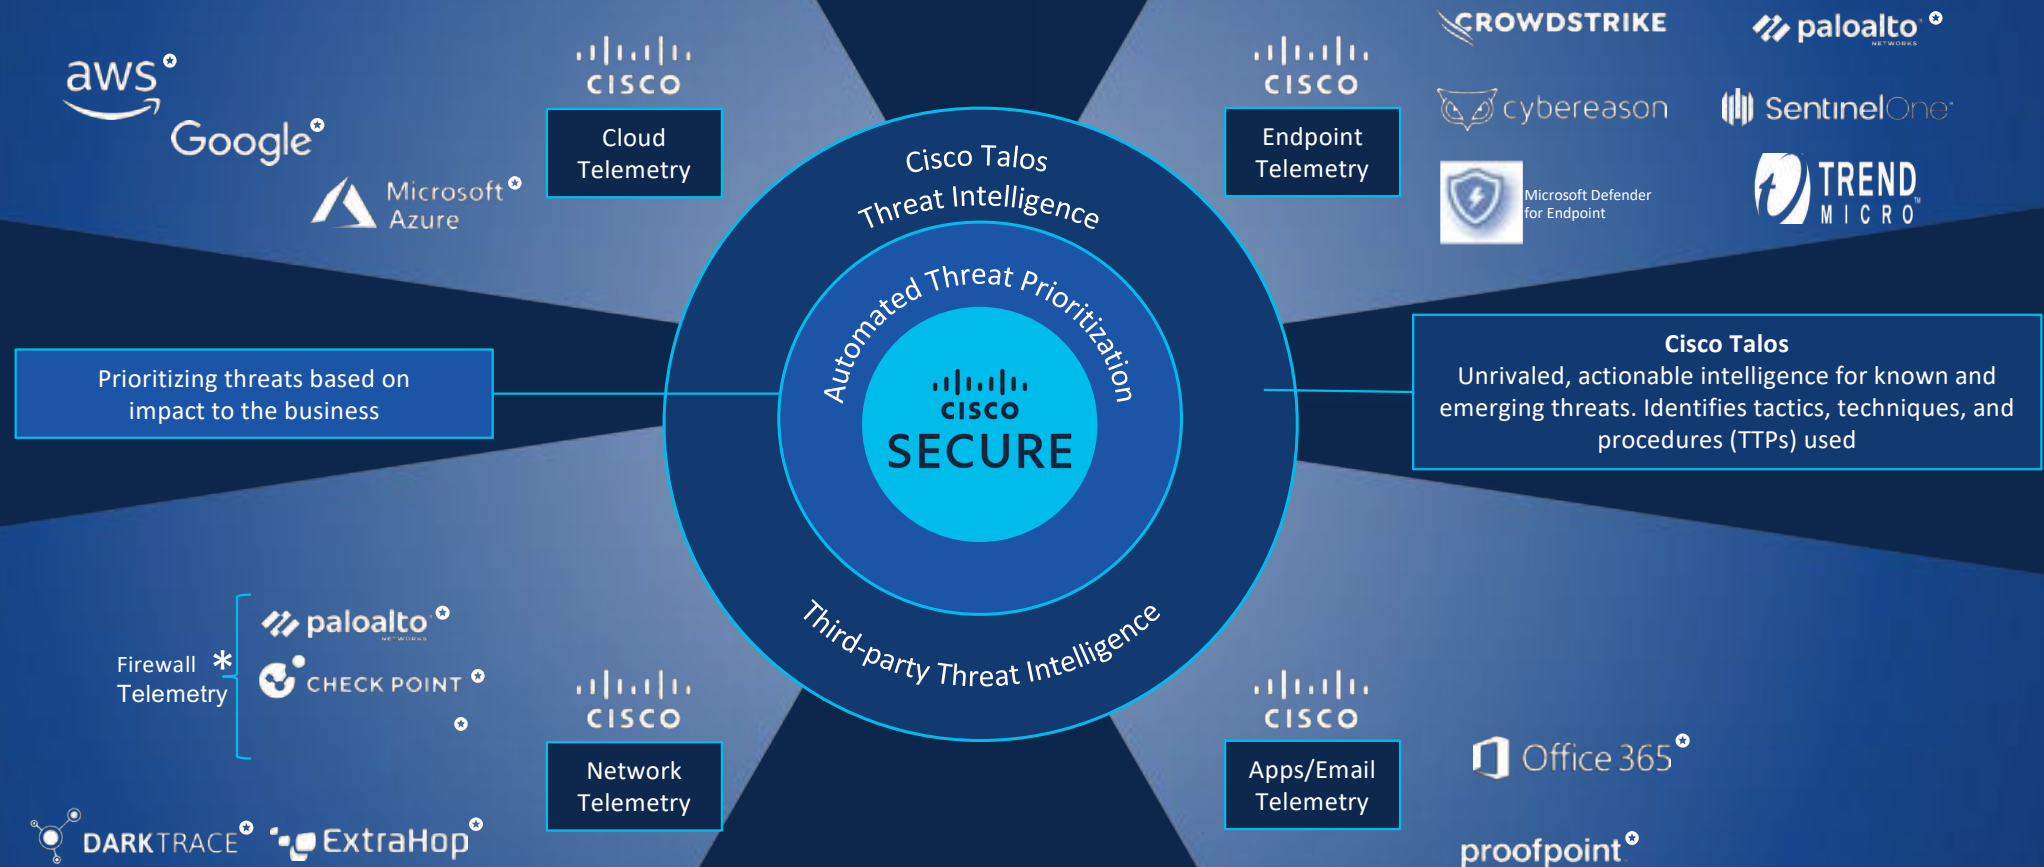 aws
Google
Microsoft
Azure
CISCO
Cloud
Telemetry
CISCO
Endpoint
Telemetry
CROWDSTRIKE
paloalto
NETWORKS
cybereason
SentinelOne
Microsoft Defender
for Endpoint
TREND
MICRO™
Cisco Talos
Threat Intelligence
Automated Threat Prioritization
CISCO
SECURE
Third-party Threat Intelligence
Prioritizing threats based on
impact to the business
Cisco Talos
Unrivaled, actionable intelligence for known and
emerging threats. Identifies tactics, techniques, and
procedures (TTPs) used
Firewall *
Telemetry
paloalto
NETWORKS
CHECK POINT
DARKTRACE
ExtraHop
CISCO
Network
Telemetry
CISCO
Apps/Email
Telemetry
Office 365
proofpoint